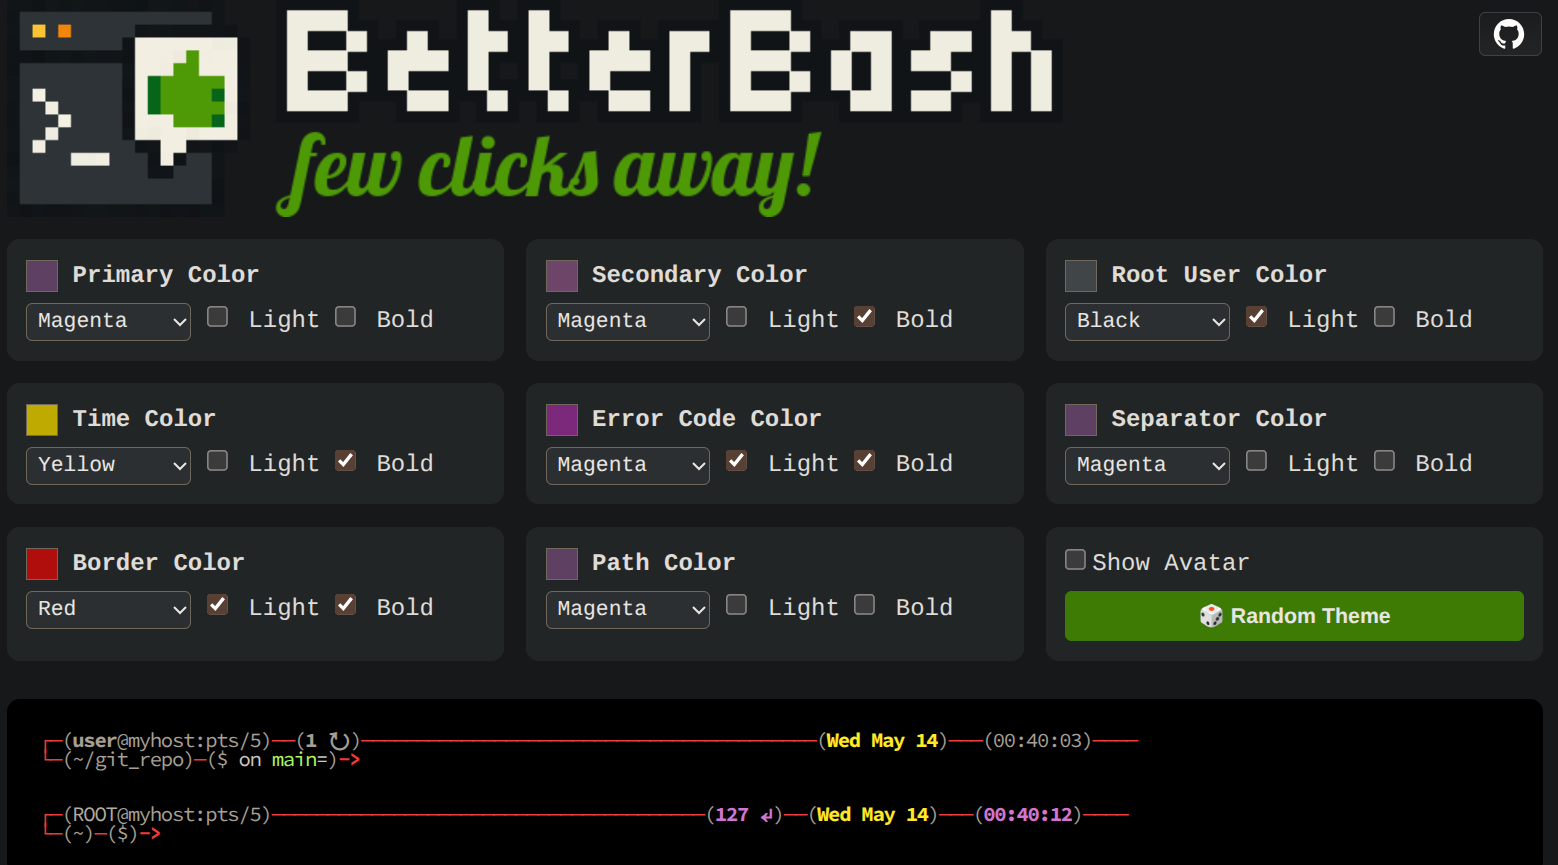 BetterBash
few clicks away!
>_
Primary Color
Magenta Light Bold
Secondary Color
Magenta Light Bold
Root User Color
Black Light Bold
Time Color
Yellow Light Bold
Error Code Color
Magenta Light Bold
Separator Color
Magenta Light Bold
Border Color
Red Light Bold
Path Color
Magenta Light Bold
Show Avatar
🎲 Random Theme
┌─(user@myhost:pts/5)──(1 ↻)─────────────────────────────────────────────────(Wed May 14)────(00:40:03)─────
└─(~/git_repo)─($ on main=)─>
┌─(ROOT@myhost:pts/5)───────────────────────────────────────────────(127 ↲)──(Wed May 14)────(00:40:12)─────
└─(~)─($)─>